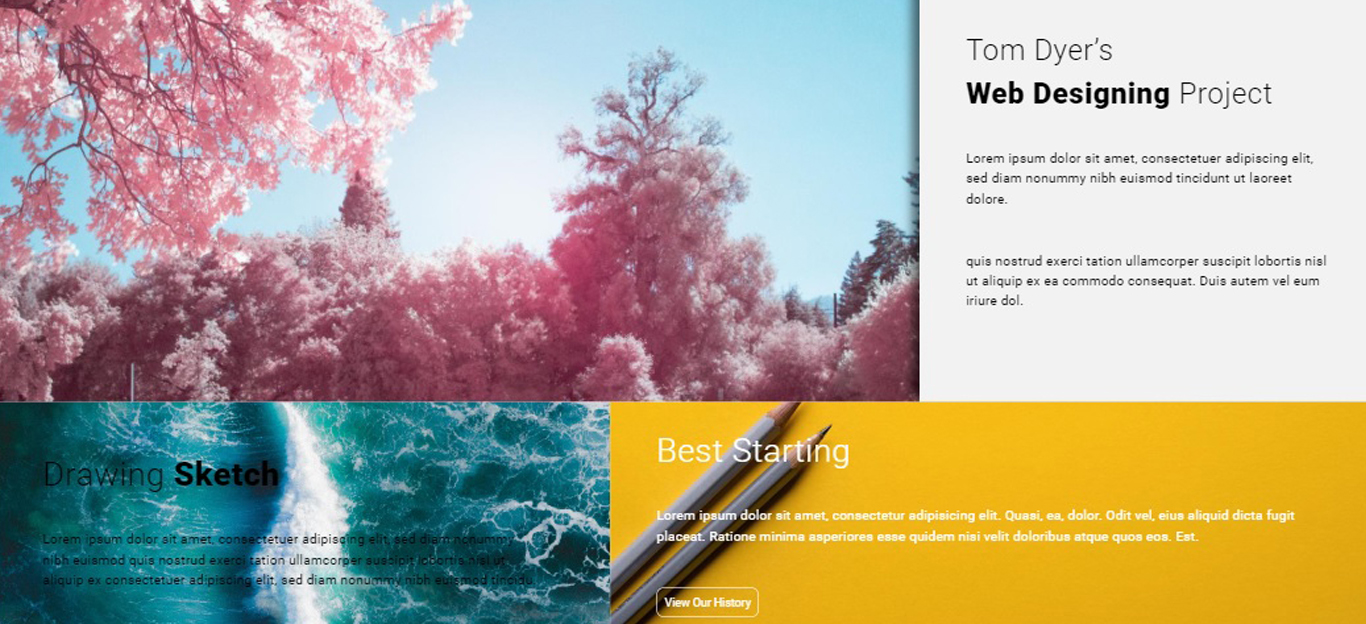 Tom Dyer’s
Web Designing Project
Lorem ipsum dolor sit amet, consectetuer adipiscing elit,
sed diam nonummy nibh euismod tincidunt ut laoreet
dolore.
quis nostrud exerci tation ullamcorper suscipit lobortis nisl
ut aliquip ex ea commodo consequat. Duis autem vel eum
iriure dol.
Drawing Sketch
Lorem ipsum dolor sit amet, consectetuer adipiscing elit, sed diam nonummy
nibh euismod quis nostrud exerci tation ullamcorper suscipit lobortis nisl ut
aliquip ex consectetuer adipiscing elit, sed diam nonummy nibh euismod tincidu
Best Starting
Lorem ipsum dolor sit amet, consectetur adipisicing elit. Quasi, ea, dolor. Odit vel, eius aliquid dicta fugit
placeat. Ratione minima asperiores esse quidem nisi velit doloribus atque quos eos. Est.
View Our History